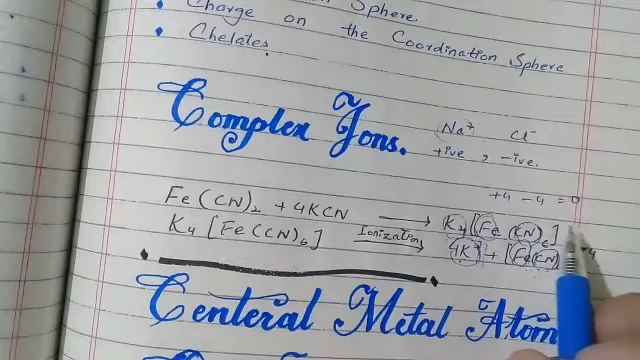 Sphere.
• Charge on the Coordination Sphere
• Chelates.
Complex Ions.
Na⁺ Cl⁻
+ive, -ive.
+4 - 4 = 0
Fe(CN)₂ + 4KCN ⟶ K₄[Fe(CN)₆]
K₄[Fe(CN)₆] Ionization⟶ 4K⁺ + [Fe(CN)
Centeral Metal Atom